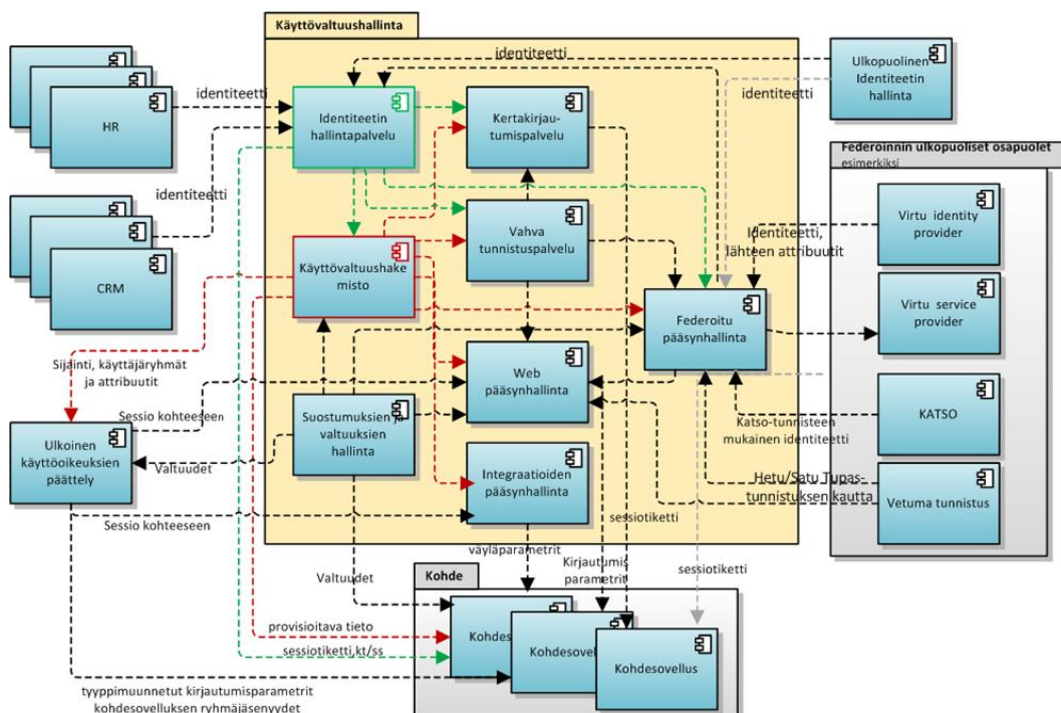 Käyttövaltuushallinta
identiteetti
Ulkopuolinen
Identiteetin
hallinta
HR
identiteetti
Identiteetin
hallintapalvelu
Kertakirjau-
tumispalvelu
identiteetti
Federoinnin ulkopuoliset osapuolet
esimerkiksi
CRM
identiteetti
Käyttövaltuushake
misto
Vahva
tunnistuspalvelu
Identiteetti,
lähteen attribuutit
Virtu identity
provider
Federoitu
pääsynhallinta
Virtu service
provider
Sijainti, käyttäjäryhmät
ja attribuutit
Web
pääsynhallinta
Sessio kohteeseen
Suostumuksien ja
valtuuksien
hallinta
Katso-tunnisteen
mukainen identiteetti
KATSO
Ulkoinen
käyttöoikeuksien
päättely
Valtuudet
Integraatioiden
pääsynhallinta
Hetu/Satu Tupas-
tunnistuksen kautta
Vetuma tunnistus
Sessio kohteeseen
sessiotiketti
väyläparametrit
Kirjautumis
parametrit
sessiotiketti
Valtuudet
Kohde
provisioitava tieto
Kohdes
sessiotiketti,kt/ss
Kohdesovell
Kohdesovellus
tyyppimuunnetut kirjautumisparametrit
kohdesovelluksen ryhmäjäsenyydet